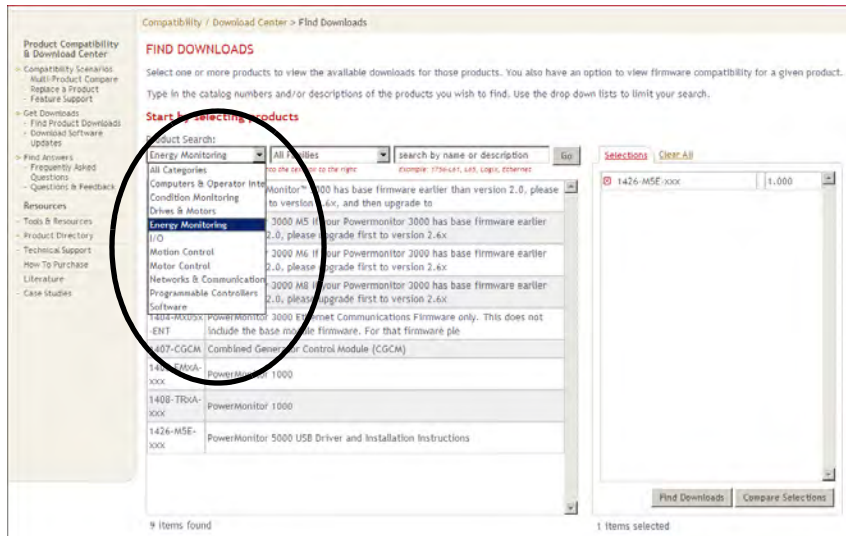 Compatibility / Download Center > Find Downloads
Product Compatibility
& Download Center
Compatibility Scenarios
Multi-Product Compare
Replace a Product
Feature Support
Get Downloads
Find Product Downloads
Download Software
Updates
Find Answers
Frequently Asked
Questions
Questions & Feedback
Resources
Tools & Resources
Product Directory
Technical Support
How To Purchase
Literature
Case Studies
FIND DOWNLOADS
Select one or more products to view the available downloads for those products. You also have an option to view firmware compatibility for a given product.
Type in the catalog numbers and/or descriptions of the products you wish to find. Use the drop down lists to limit your search.
Start by selecting products
Product Search:
Energy Monitoring
All Families
search by name or description
Go
to the right
Example: 1756-L61, L63, Logix, Ethernet
All Categories
Computers & Operator Inte
Condition Monitoring
Drives & Motors
Energy Monitoring
I/O
Motion Control
Motor Control
Networks & Communication
Programmable Controllers
Software
Monitor™ 3000 has base firmware earlier than version 2.0, please
to version 2.6x, and then upgrade to
3000 M5 If your Powermonitor 3000 has base firmware earlier
2.0, please upgrade first to version 2.6x
3000 M6 If your Powermonitor 3000 has base firmware earlier
2.0, please upgrade first to version 2.6x
3000 M8 If your Powermonitor 3000 has base firmware earlier
2.0, please upgrade first to version 2.6x
1404-Mx05x
-ENT
PowerMonitor 3000 Ethernet Communications Firmware only. This does not
include the base module firmware. For that firmware ple
1407-CGCM Combined Generator Control Module (CGCM)
1408-EMxA-
xxx
PowerMonitor 1000
1408-TRxA-
xxx
PowerMonitor 1000
1426-M5E-
xxx
PowerMonitor 5000 USB Driver and Installation Instructions
9 items found
Selections Clear All
1426-M5E-xxx 1.000
Find Downloads Compare Selections
1 items selected